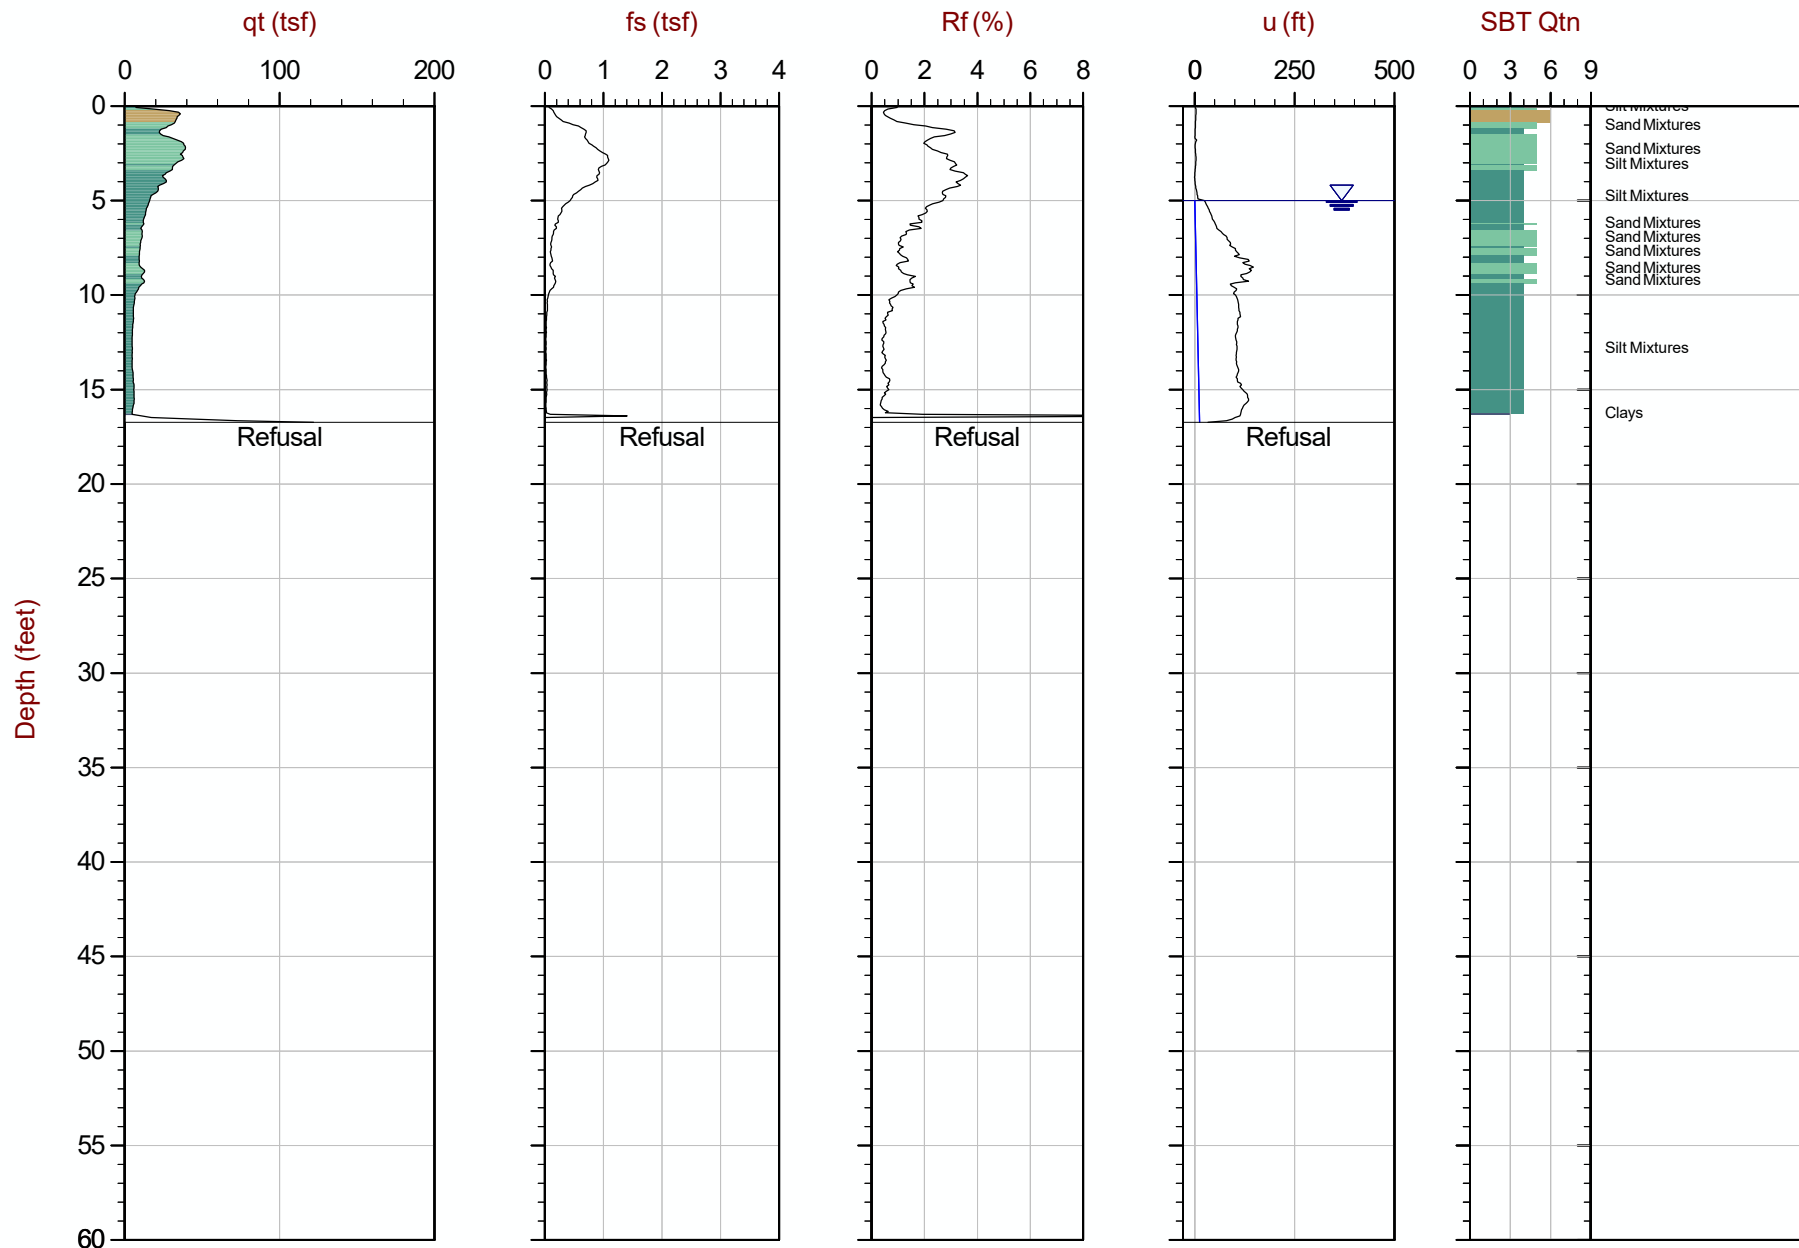 qt (tsf) fs (tsf) Rf (%) u (ft) SBT Qtn
0 100 200 0 1 2 3 4 0 2 4 6 8 0 250 500 0 3 6 9
0
5
10
15
20
25
30
35
40
45
50
55
60
Depth (feet)
Silt Mixtures
Sand Mixtures
Sand Mixtures
Silt Mixtures
Silt Mixtures
Sand Mixtures
Sand Mixtures
Sand Mixtures
Sand Mixtures
Sand Mixtures
Silt Mixtures
Clays
Refusal Refusal Refusal Refusal